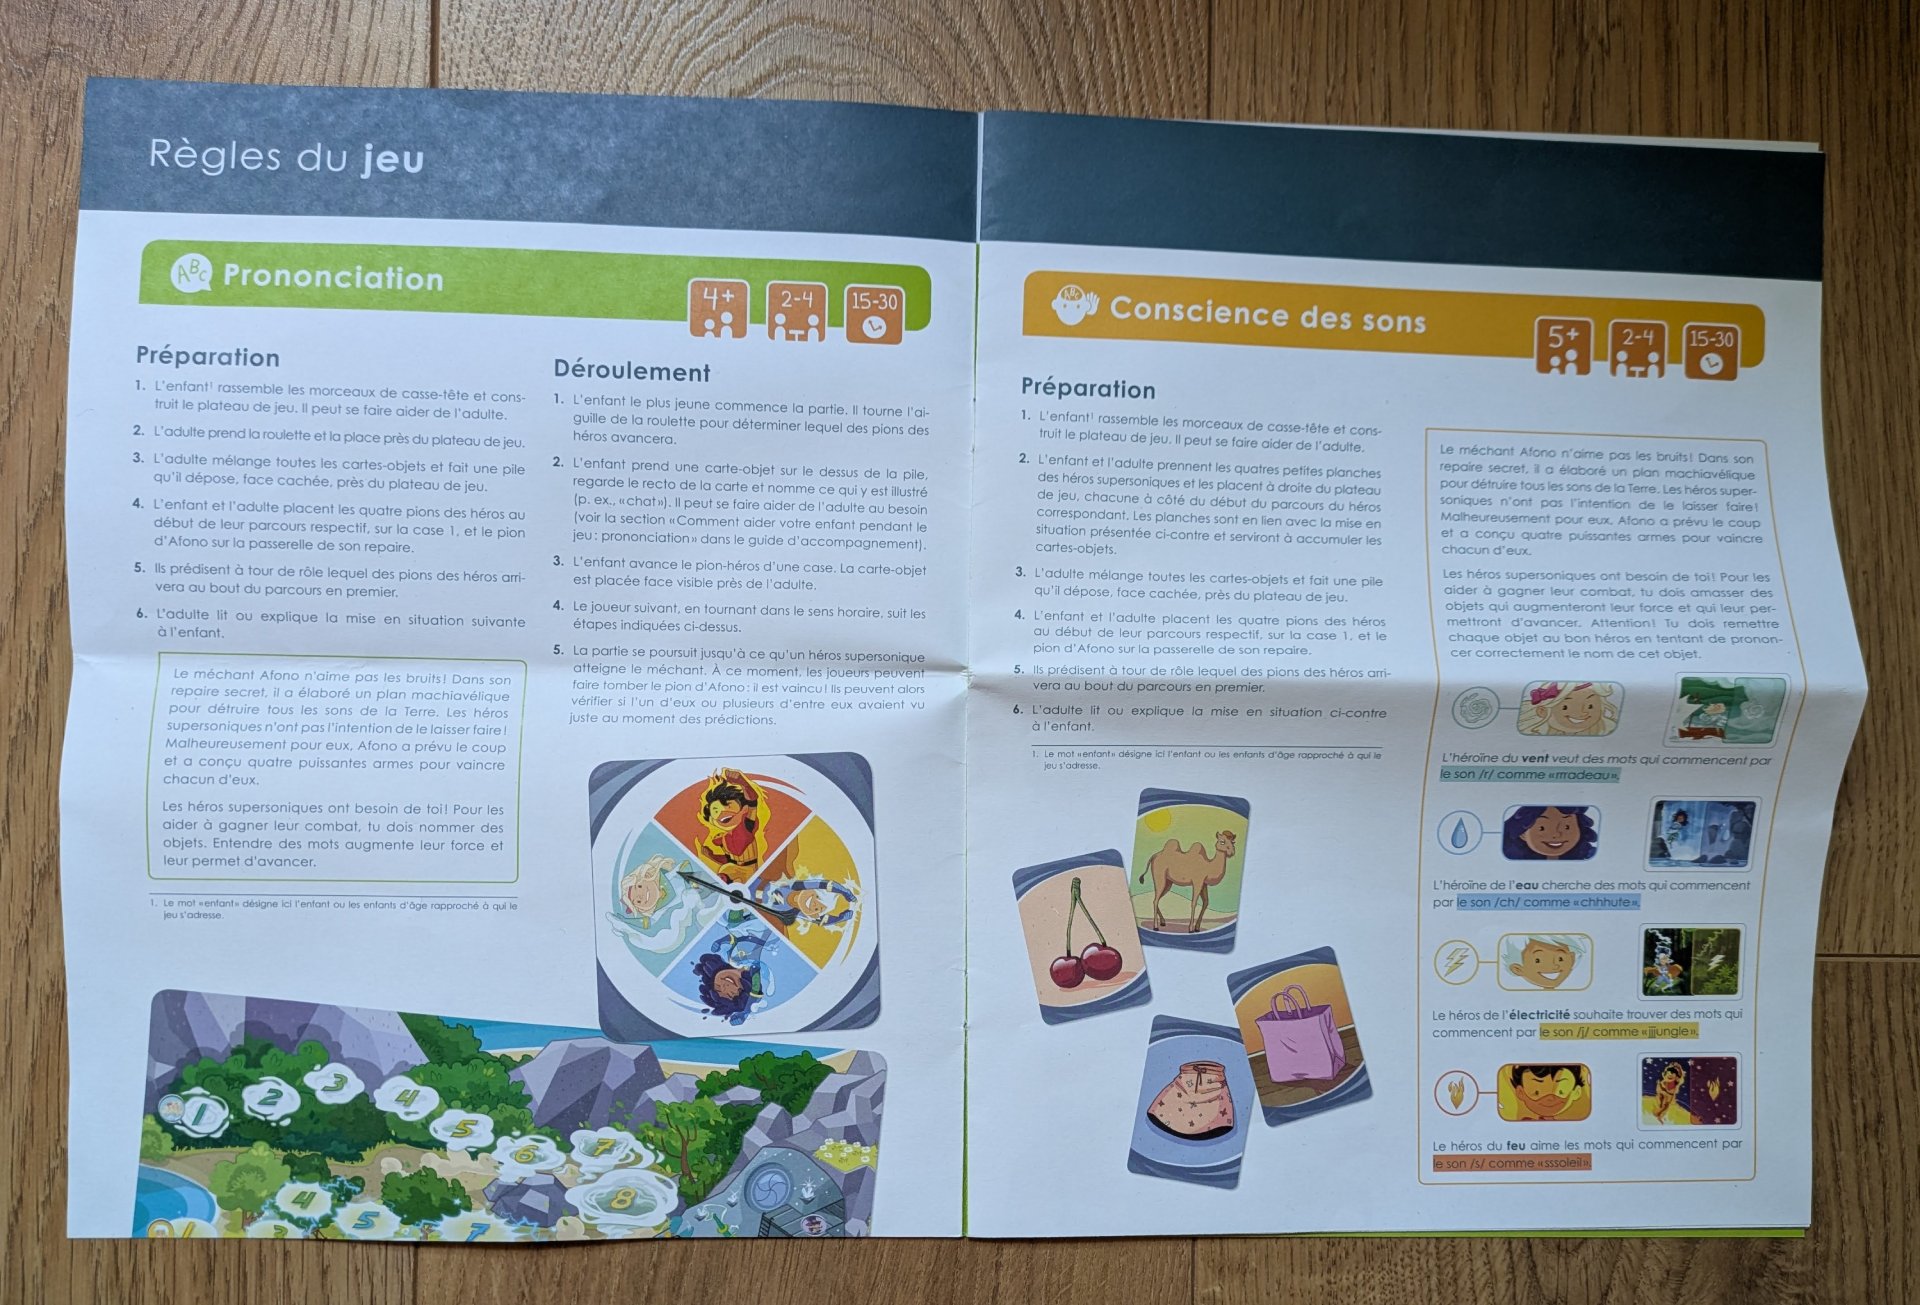 Règles du jeu
ABC Prononciation
4+
2-4
15-30
Préparation
1. L'enfant¹ rassemble les morceaux de casse-tête et cons-
truit le plateau de jeu. Il peut se faire aider de l'adulte.
2. L'adulte prend la roulette et la place près du plateau de jeu.
3. L'adulte mélange toutes les cartes-objets et fait une pile
qu'il dépose, face cachée, près du plateau de jeu.
4. L'enfant et l'adulte placent les quatre pions des héros au
début de leur parcours respectif, sur la case 1, et le pion
d'Afono sur la passerelle de son repaire.
5. Ils prédisent à tour de rôle lequel des pions des héros arri-
vera au bout du parcours en premier.
6. L'adulte lit ou explique la mise en situation suivante
à l'enfant.
Le méchant Afono n'aime pas les bruits! Dans son
repaire secret, il a élaboré un plan machiavélique
pour détruire tous les sons de la Terre. Les héros
supersoniques n'ont pas l'intention de le laisser faire!
Malheureusement pour eux, Afono a prévu le coup
et a conçu quatre puissantes armes pour vaincre
chacun d'eux.
Les héros supersoniques ont besoin de toi! Pour les
aider à gagner leur combat, tu dois nommer des
objets. Entendre des mots augmente leur force et
leur permet d'avancer.
1. Le mot «enfant» désigne ici l'enfant ou les enfants d'âge rapproché à qui le
jeu s'adresse.
Déroulement
1. L'enfant le plus jeune commence la partie. Il tourne l'ai-
guille de la roulette pour déterminer lequel des pions des
héros avancera.
2. L'enfant prend une carte-objet sur le dessus de la pile,
regarde le recto de la carte et nomme ce qui y est illustré
(p. ex., «chat»). Il peut se faire aider de l'adulte au besoin
(voir la section «Comment aider votre enfant pendant le
jeu : prononciation» dans le guide d'accompagnement).
3. L'enfant avance le pion-héros d'une case. La carte-objet
est placée face visible près de l'adulte.
4. Le joueur suivant, en tournant dans le sens horaire, suit les
étapes indiquées ci-dessus.
5. La partie se poursuit jusqu'à ce qu'un héros supersonique
atteigne le méchant. À ce moment, les joueurs peuvent
faire tomber le pion d'Afono : il est vaincu! Ils peuvent alors
vérifier si l'un d'eux ou plusieurs d'entre eux avaient vu
juste au moment des prédictions.
1 2 3 4 5 6 7 8
4 5 7
3
ABC Conscience des sons
5+
2-4
15-30
Préparation
1. L'enfant¹ rassemble les morceaux de casse-tête et cons-
truit le plateau de jeu. Il peut se faire aider de l'adulte.
2. L'enfant et l'adulte prennent les quatres petites planches
des héros supersoniques et les placent à droite du plateau
de jeu, chacune à côté du début du parcours du héros
correspondant. Les planches sont en lien avec la mise en
situation présentée ci-contre et serviront à accumuler les
cartes-objets.
3. L'adulte mélange toutes les cartes-objets et fait une pile
qu'il dépose, face cachée, près du plateau de jeu.
4. L'enfant et l'adulte placent les quatre pions des héros
au début de leur parcours respectif, sur la case 1, et le
pion d'Afono sur la passerelle de son repaire.
5. Ils prédisent à tour de rôle lequel des pions des héros arri-
vera au bout du parcours en premier.
6. L'adulte lit ou explique la mise en situation ci-contre
à l'enfant.
1. Le mot «enfant» désigne ici l'enfant ou les enfants d'âge rapproché à qui le
jeu s'adresse.
Le méchant Afono n'aime pas les bruits! Dans son
repaire secret, il a élaboré un plan machiavélique
pour détruire tous les sons de la Terre. Les héros super-
soniques n'ont pas l'intention de le laisser faire!
Malheureusement pour eux, Afono a prévu le coup
et a conçu quatre puissantes armes pour vaincre
chacun d'eux.
Les héros supersoniques ont besoin de toi! Pour les
aider à gagner leur combat, tu dois amasser des
objets qui augmenteront leur force et qui leur per-
mettront d'avancer. Attention! Tu dois remettre
chaque objet au bon héros en tentant de pronon-
cer correctement le nom de cet objet.
L'héroïne du vent veut des mots qui commencent par
le son /r/ comme «rrradeau».
L'héroïne de l'eau cherche des mots qui commencent
par le son /ch/ comme «chhhute».
Le héros de l'électricité souhaite trouver des mots qui
commencent par le son /j/ comme «jjjungle».
Le héros du feu aime les mots qui commencent par
le son /s/ comme «sssoleil».